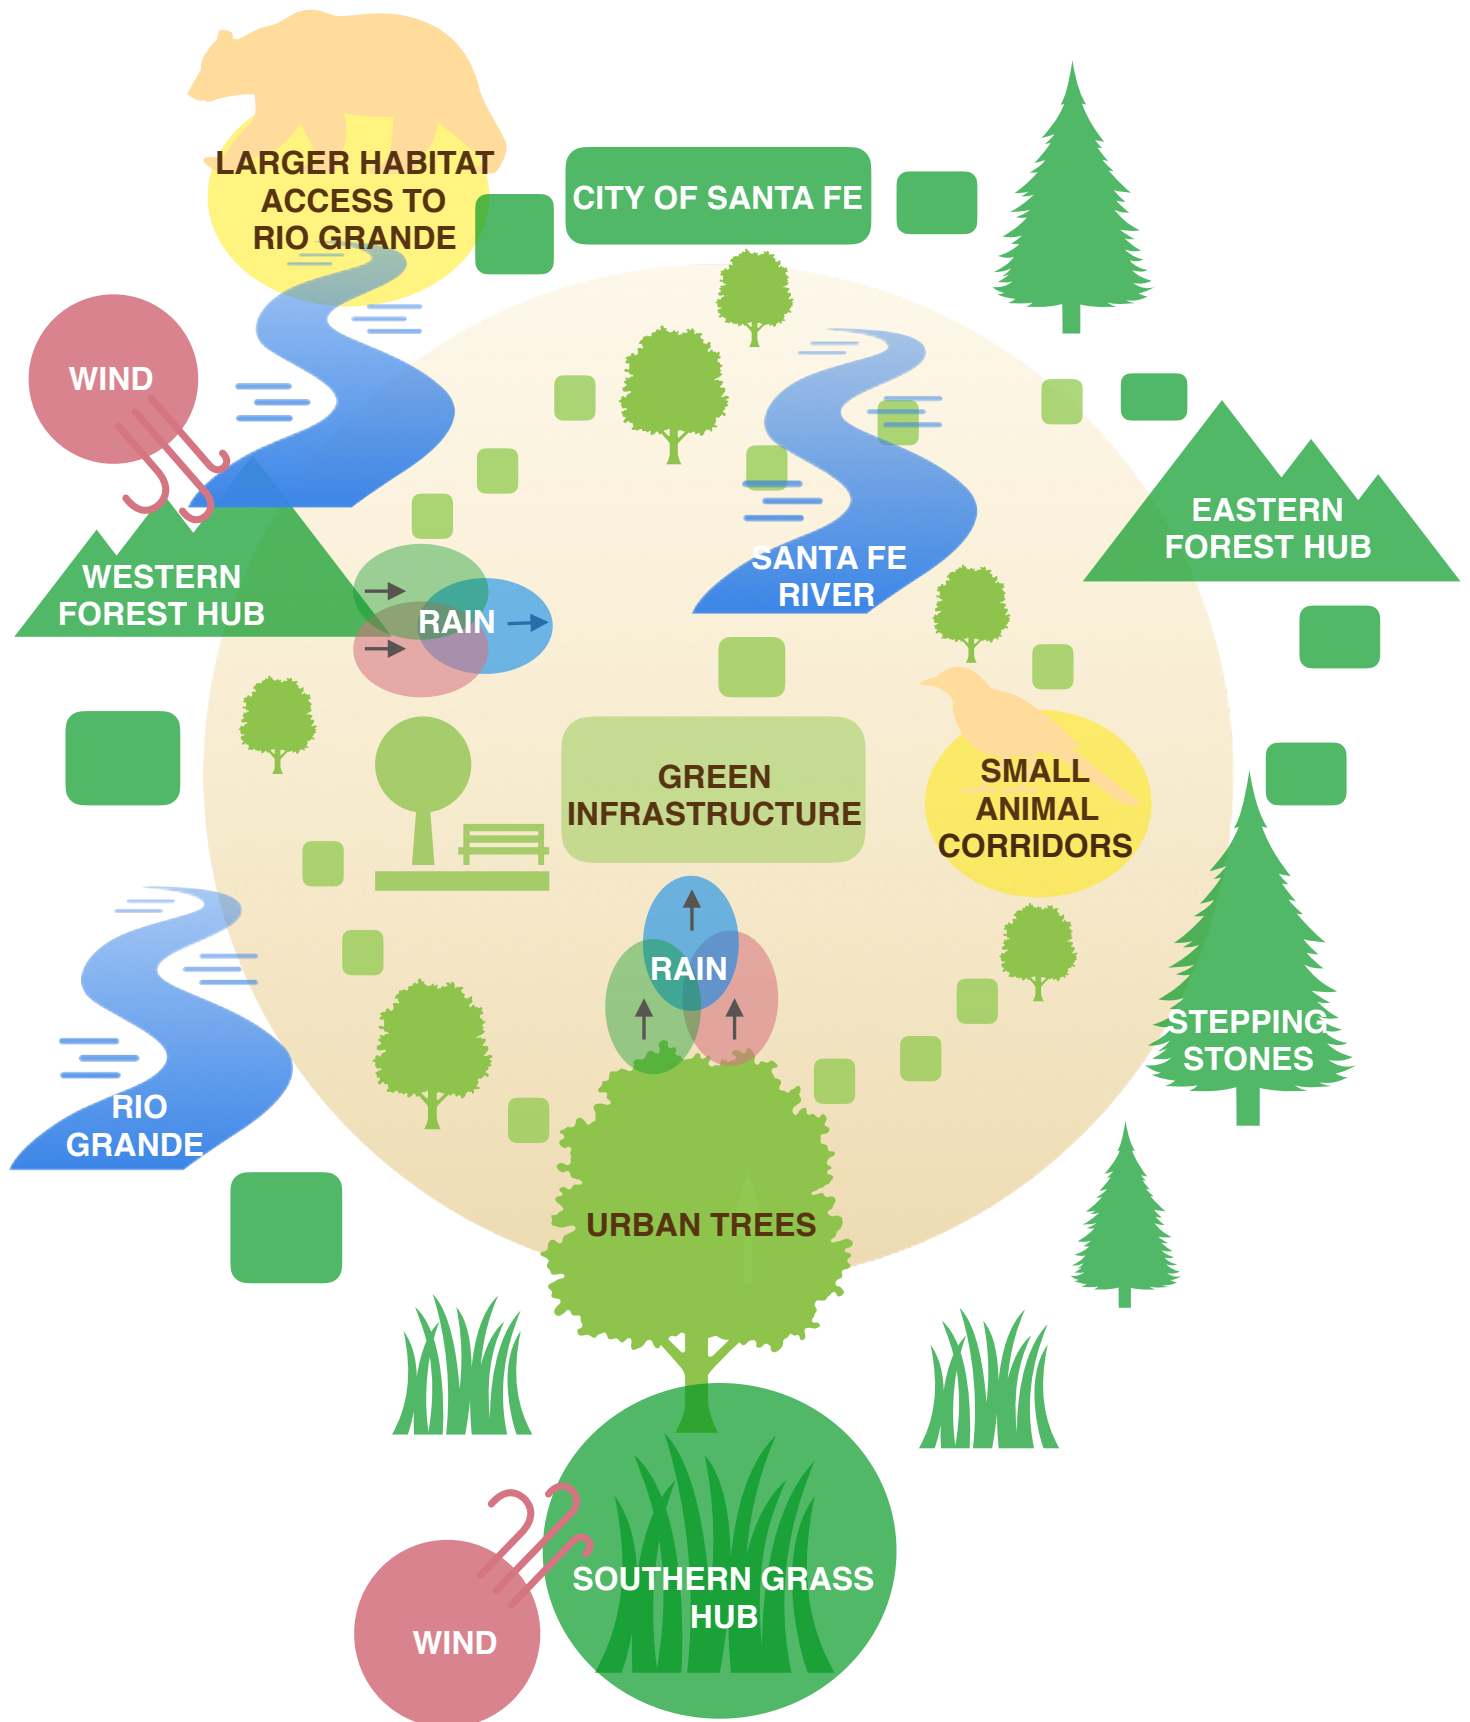 LARGER HABITAT
ACCESS TO
RIO GRANDE
CITY OF SANTA FE
WIND
EASTERN
FOREST HUB
WESTERN
FOREST HUB
SANTA FE
RIVER
RAIN
GREEN
INFRASTRUCTURE
SMALL
ANIMAL
CORRIDORS
RAIN
STEPPING
STONES
RIO
GRANDE
URBAN TREES
SOUTHERN GRASS
HUB
WIND